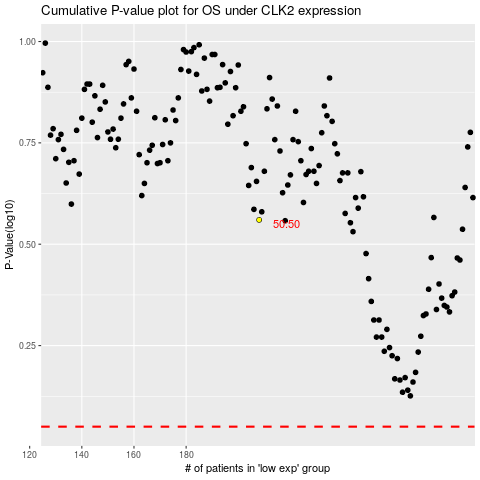 Cumulative P-value plot for OS under CLK2 expression
P-Value(log10)
1.00
0.75
0.50
0.25
50:50
120 140 160 180
# of patients in 'low exp' group